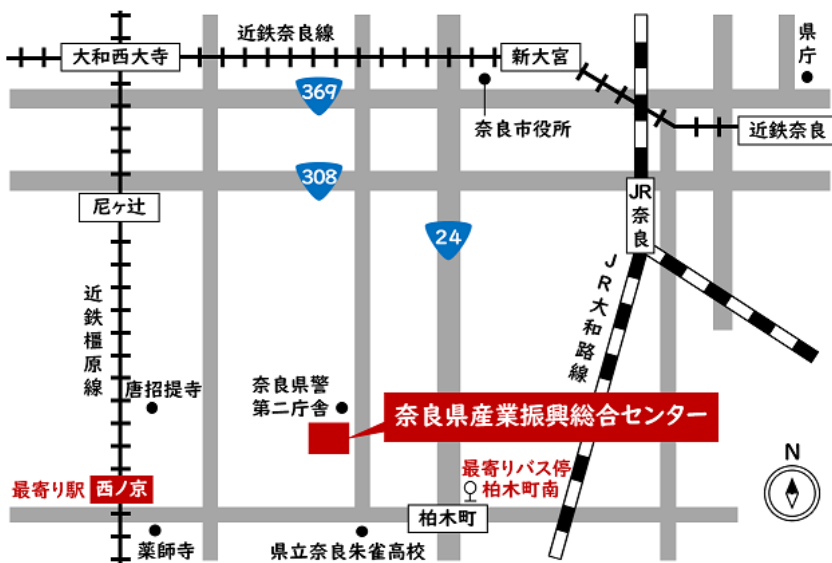 近鉄奈良線
県庁
大和西大寺
新大宮
369
奈良市役所
近鉄奈良
308
尼ヶ辻
JR奈良
24
JR大和路線
近鉄橿原線
唐招提寺
奈良県警
第二庁舎
奈良県産業振興総合センター
最寄り駅 西ノ京
最寄りバス停
柏木町南
N
柏木町
薬師寺
県立奈良朱雀高校